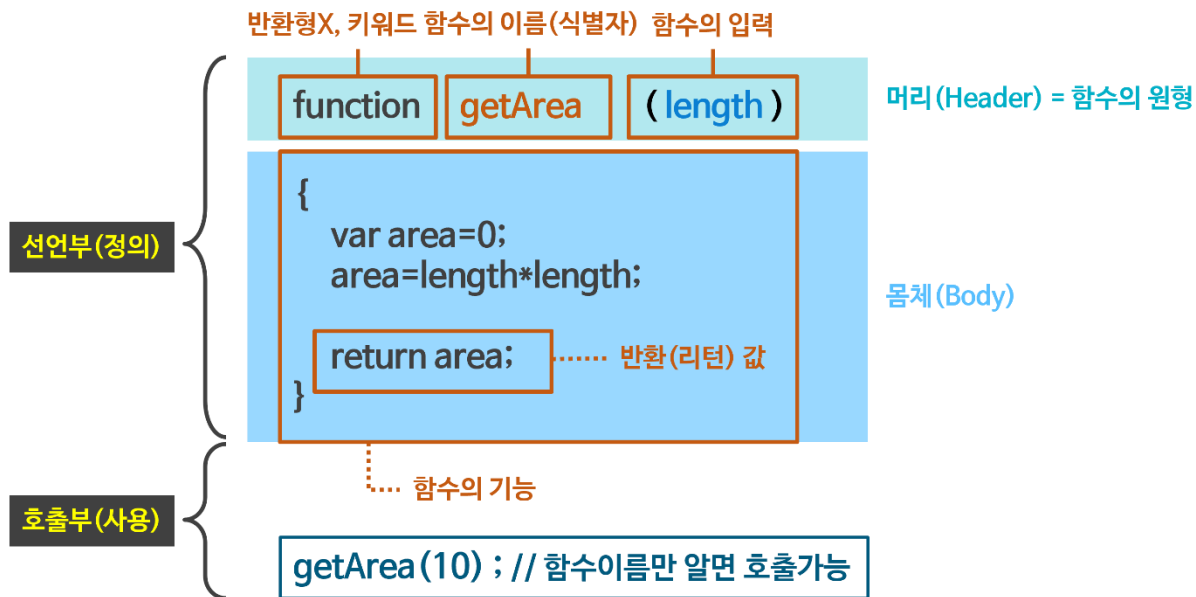 반환형X, 키워드 함수의 이름(식별자) 함수의 입력
function getArea (length)
머리(Header) = 함수의 원형
{
var area=0;
area=length*length;
선언부(정의)
몸체(Body)
return area;
반환(리턴) 값
}
함수의 기능
호출부(사용)
getArea(10) ; // 함수이름만 알면 호출가능